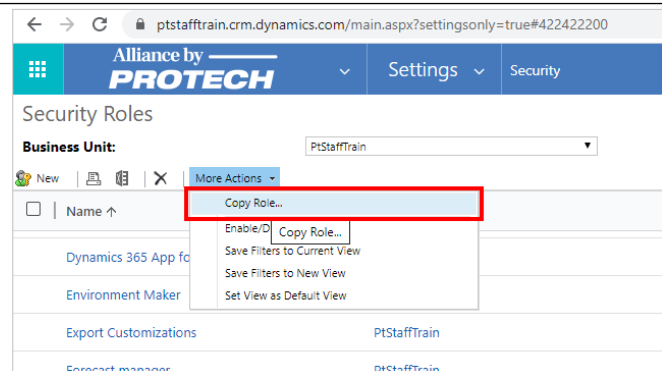 ptstafftrain.crm.dynamics.com/main.aspx?settingsonly=true#422422200
Alliance by
PROTECH
Settings
Security
Security Roles
Business Unit:
PtStaffTrain
New
More Actions
Copy Role...
Name ↑
Enable/D
Copy Role...
Save Filters to Current View
Dynamics 365 App fo
Save Filters to New View
Environment Maker
Set View as Default View
Export Customizations
PtStaffTrain
Forecast manager
PtStaffTrain